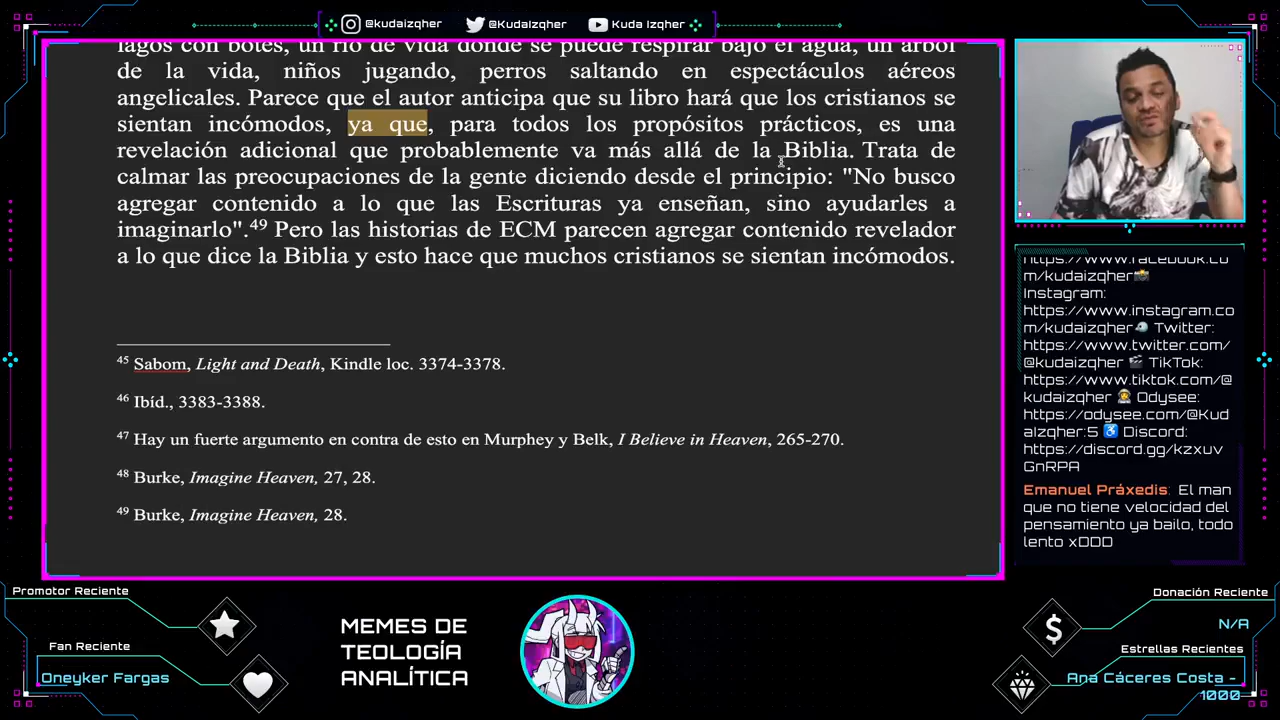 @kudaizqher @Kudaizqher Kuda Izqher
lagos con botes, un río de vida donde se puede respirar bajo el agua, un árbol
de la vida, niños jugando, perros saltando en espectáculos aéreos
angelicales. Parece que el autor anticipa que su libro hará que los cristianos se
sientan incómodos, ya que, para todos los propósitos prácticos, es una
revelación adicional que probablemente va más allá de la Biblia. Trata de
calmar las preocupaciones de la gente diciendo desde el principio: "No busco
agregar contenido a lo que las Escrituras ya enseñan, sino ayudarles a
imaginarlo".49 Pero las historias de ECM parecen agregar contenido revelador
a lo que dice la Biblia y esto hace que muchos cristianos se sientan incómodos.
45 Sabom, Light and Death, Kindle loc. 3374-3378.
46 Ibíd., 3383-3388.
47 Hay un fuerte argumento en contra de esto en Murphey y Belk, I Believe in Heaven, 265-270.
48 Burke, Imagine Heaven, 27, 28.
49 Burke, Imagine Heaven, 28.
https://www.facebook.co
m/kudaizqher📸
Instagram:
https://www.instagram.co
m/kudaizqher🐦 Twitter:
https://www.twitter.com/
@kudaizqher 🎬 TikTok:
https://www.tiktok.com/@
kudaizqher 👩‍🚀 Odysee:
https://odysee.com/@Kud
aIzqher:5 ♿ Discord:
https://discord.gg/kzxuv
GnRPA
Emanuel Práxedis: El man
que no tiene velocidad del
pensamiento ya bailo, todo
lento xDDD
Promotor Reciente
Fan Reciente
Oneyker Fargas
MEMES DE
TEOLOGÍA
ANALÍTICA
Donación Reciente
N/A
Estrellas Recientes
Ana Cáceres Costa -
1000